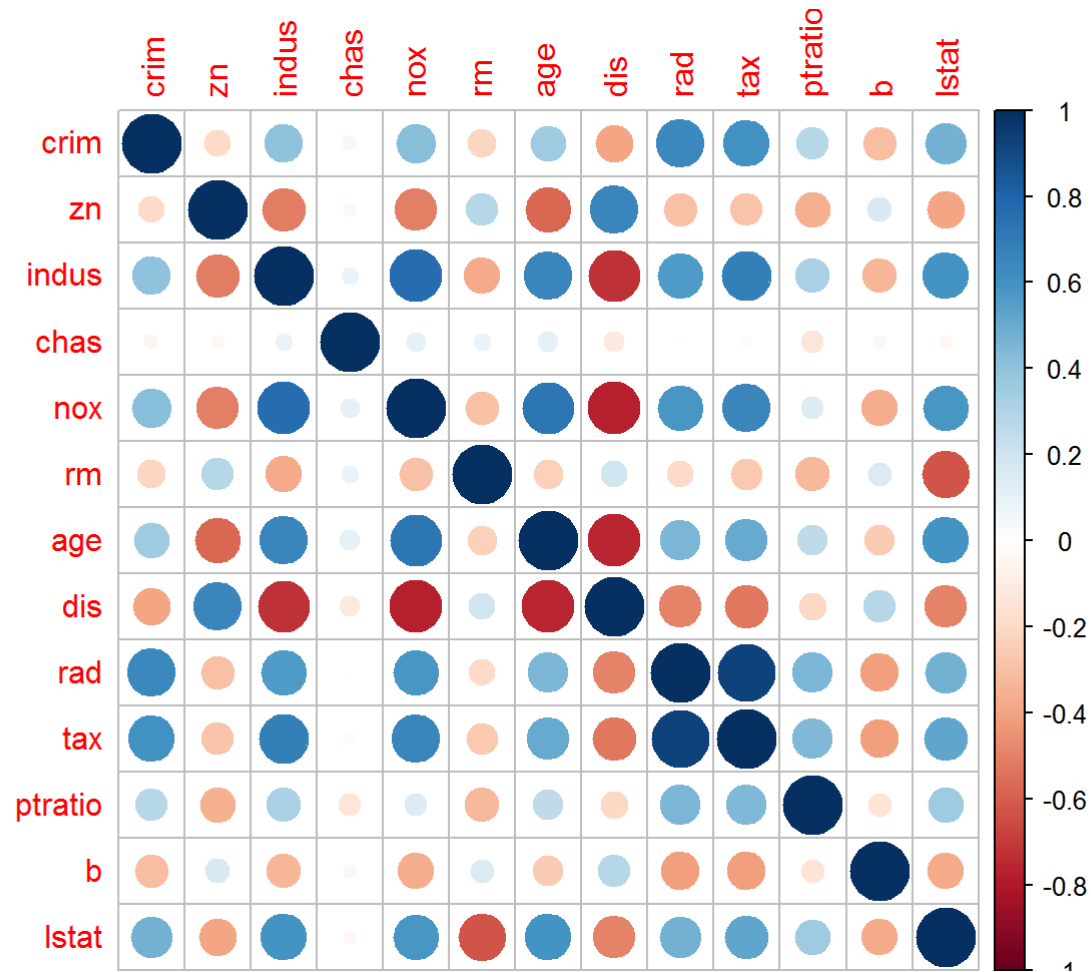 crim zn indus chas nox rm age dis rad tax ptratio b lstat
crim
zn
indus
chas
nox
rm
age
dis
rad
tax
ptratio
b
lstat
1
0.8
0.6
0.4
0.2
0
-0.2
-0.4
-0.6
-0.8
-1